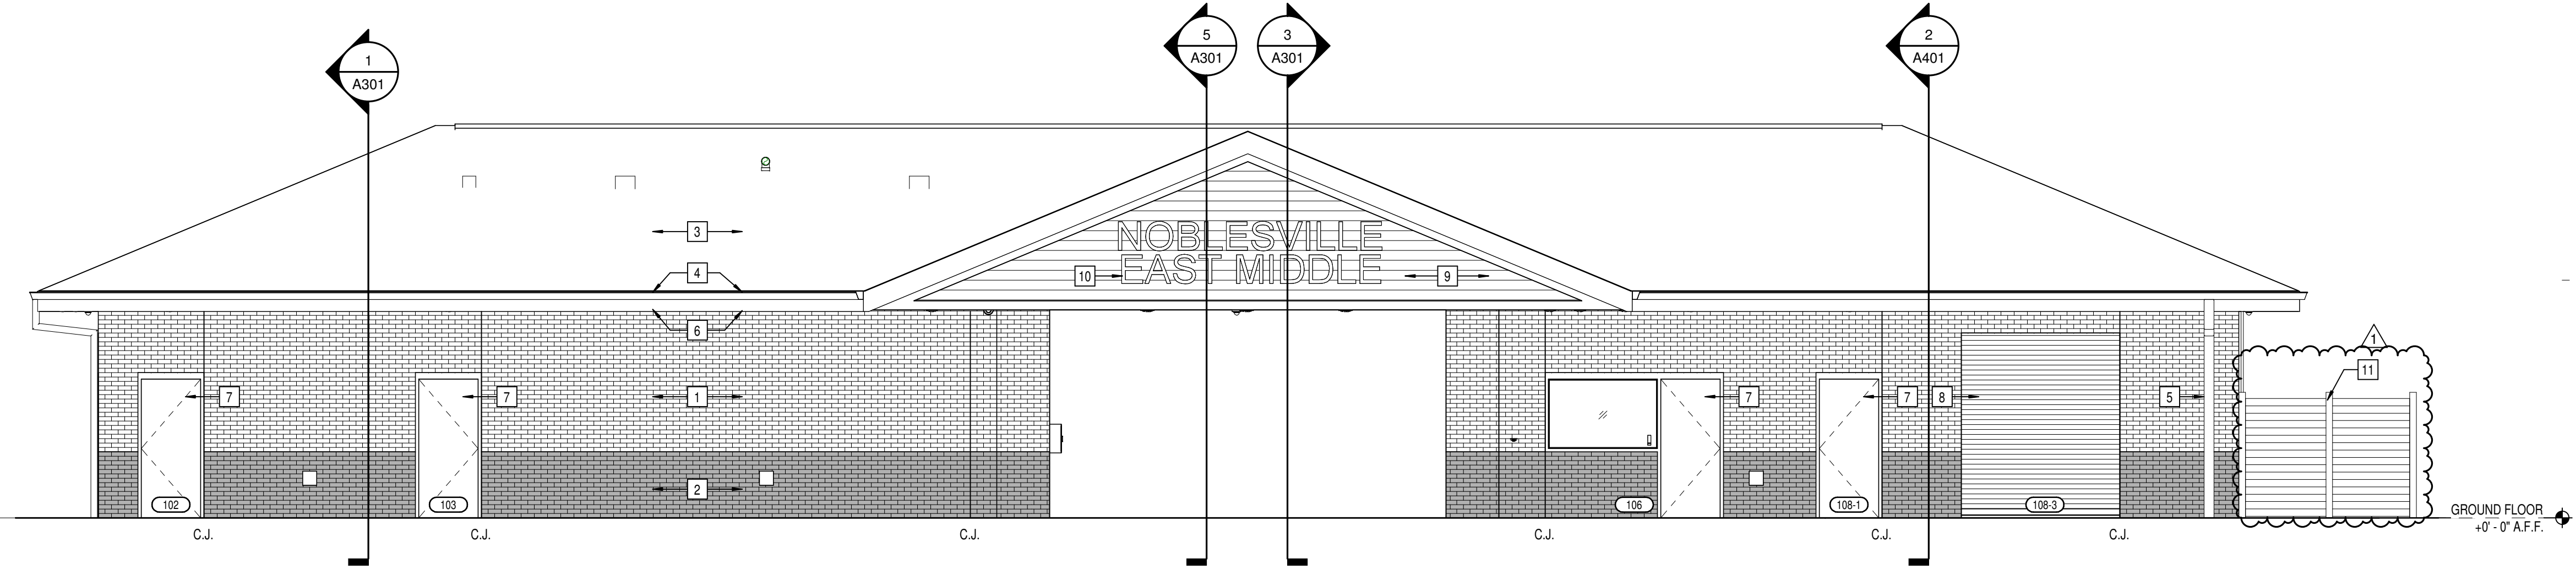 5
A301
3
A301
2
A401
1
A301
3
NOBLESVILLE
4
EAST MIDDLE
10
9
6
1
11
7
7
1
7
7
8
5
2
102
103
106
108-1
108-3
GROUND FLOOR
+0' - 0" A.F.F.
C.J.
C.J.
C.J.
C.J.
C.J.
C.J.